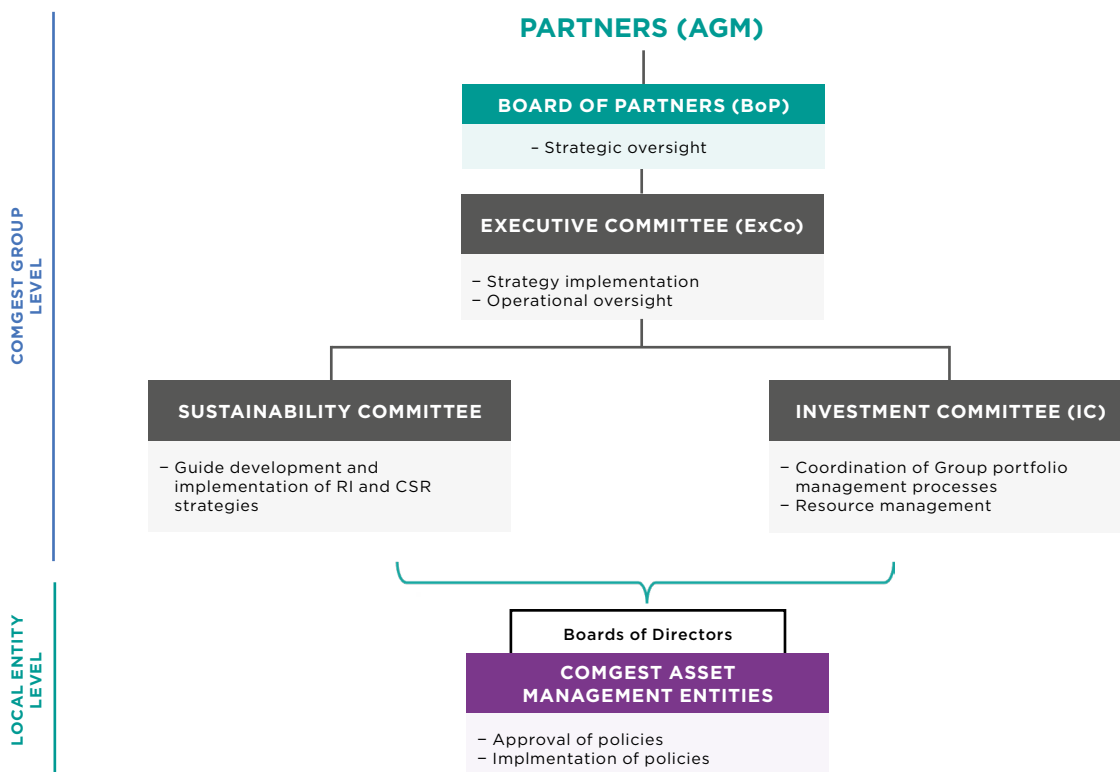 PARTNERS (AGM)
BOARD OF PARTNERS (BoP)
– Strategic oversight
COMGEST GROUP
LEVEL
EXECUTIVE COMMITTEE (ExCo)
– Strategy implementation
– Operational oversight
SUSTAINABILITY COMMITTEE
– Guide development and
implementation of RI and CSR
strategies
INVESTMENT COMMITTEE (IC)
– Coordination of Group portfolio
management processes
– Resource management
LOCAL ENTITY
LEVEL
Boards of Directors
COMGEST ASSET
MANAGEMENT ENTITIES
– Approval of policies
– Implmentation of policies